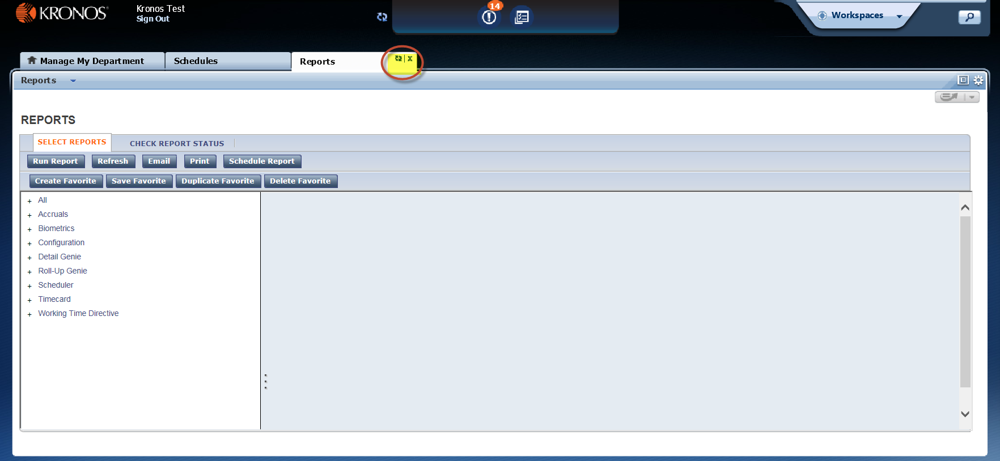 KRONOS
Kronos Test
Sign Out
14
Workspaces
Manage My Department
Schedules
Reports
X
Reports
REPORTS
SELECT REPORTS
CHECK REPORT STATUS
Run Report
Refresh
Email
Print
Schedule Report
Create Favorite
Save Favorite
Duplicate Favorite
Delete Favorite
+ All
+ Accruals
+ Biometrics
+ Configuration
+ Detail Genie
+ Roll-Up Genie
+ Scheduler
+ Timecard
+ Working Time Directive